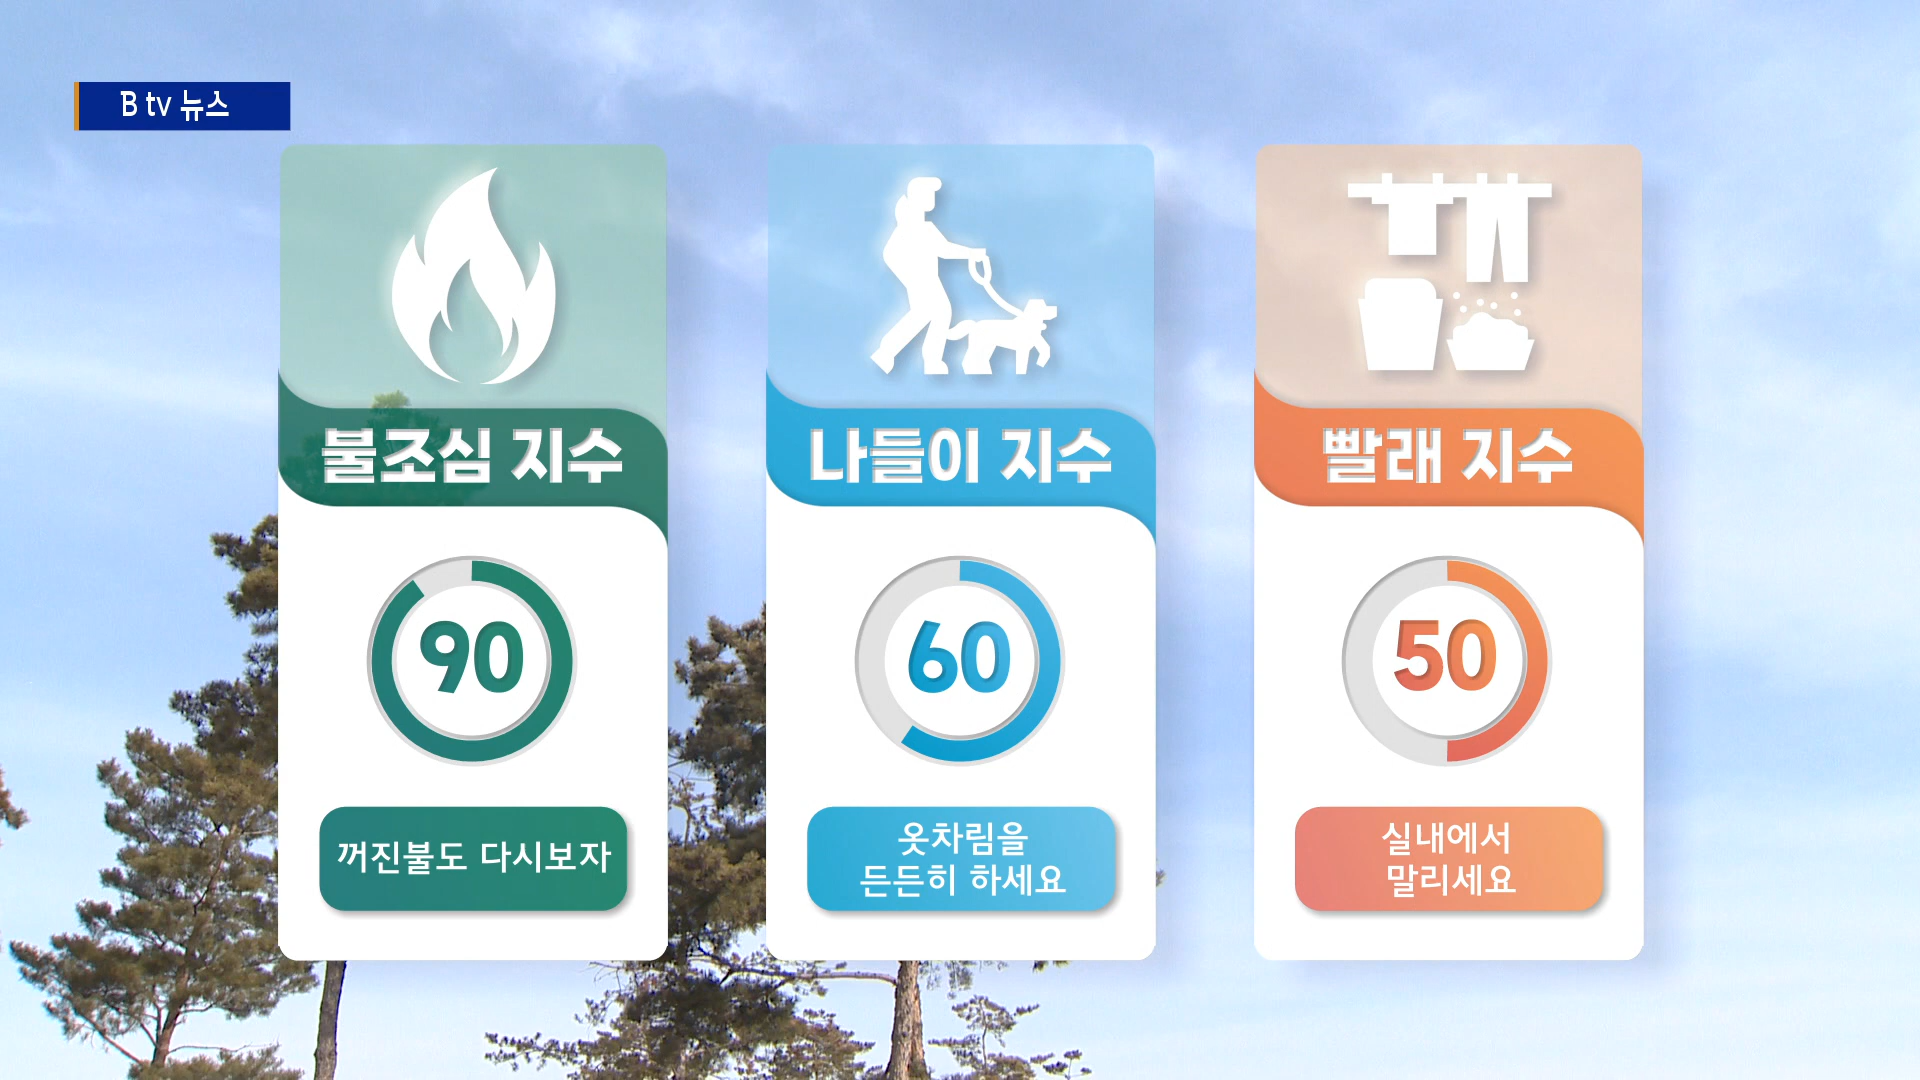 B tv 뉴스
불조심 지수
90
꺼진불도 다시보자
나들이 지수
60
옷차림을
든든히 하세요
빨래 지수
50
실내에서
말리세요